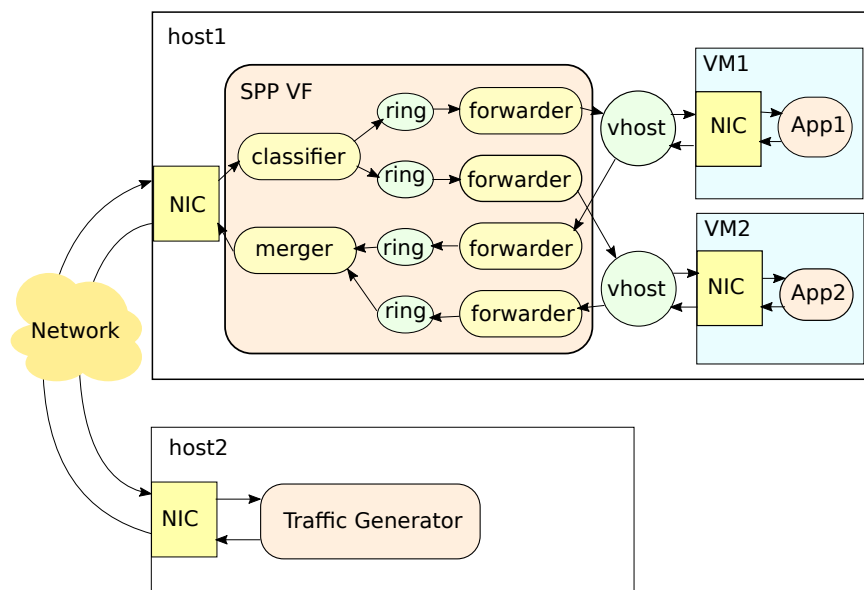 host1
SPP VF
VM1
ring
forwarder
vhost
NIC
App1
classifier
ring
forwarder
NIC
merger
ring
forwarder
VM2
vhost
NIC
App2
ring
forwarder
Network
host2
NIC
Traffic Generator